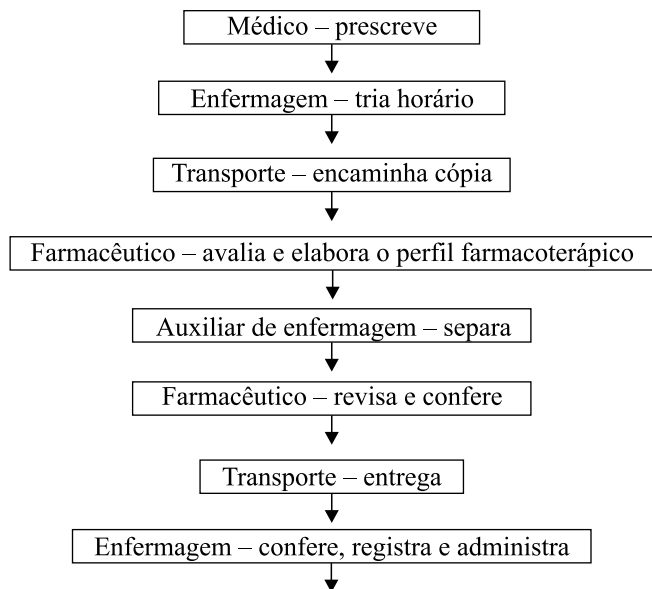 Médico – prescreve
Enfermagem – tria horário
Transporte – encaminha cópia
Farmacêutico – avalia e elabora o perfil farmacoterápico
Auxiliar de enfermagem – separa
Farmacêutico – revisa e confere
Transporte – entrega
Enfermagem – confere, registra e administra